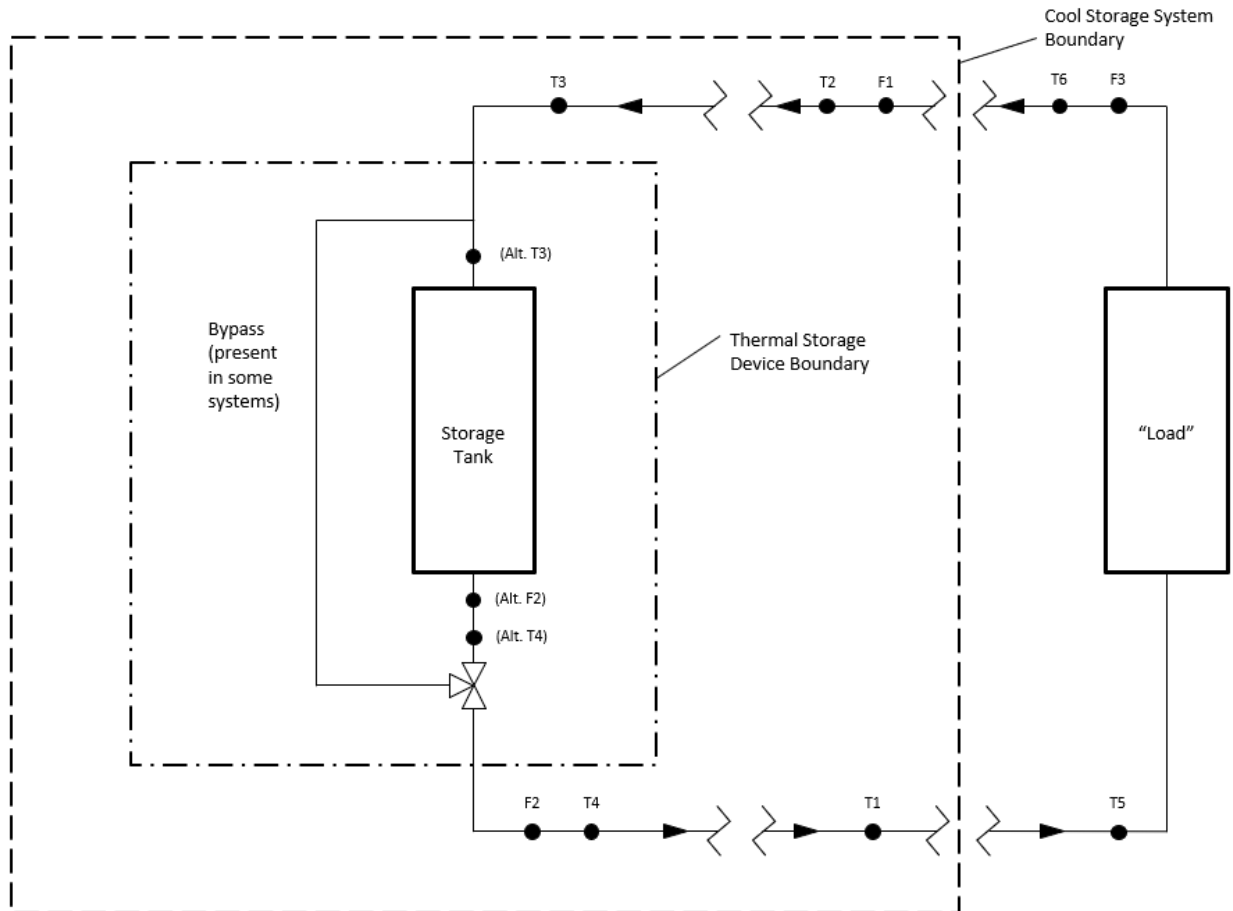 Cool Storage System
Boundary
T3
T2
F1
T6
F3
(Alt. T3)
Bypass
(present
in some
systems)
Thermal Storage
Device Boundary
Storage
Tank
“Load”
(Alt. F2)
(Alt. T4)
F2
T4
T1
T5